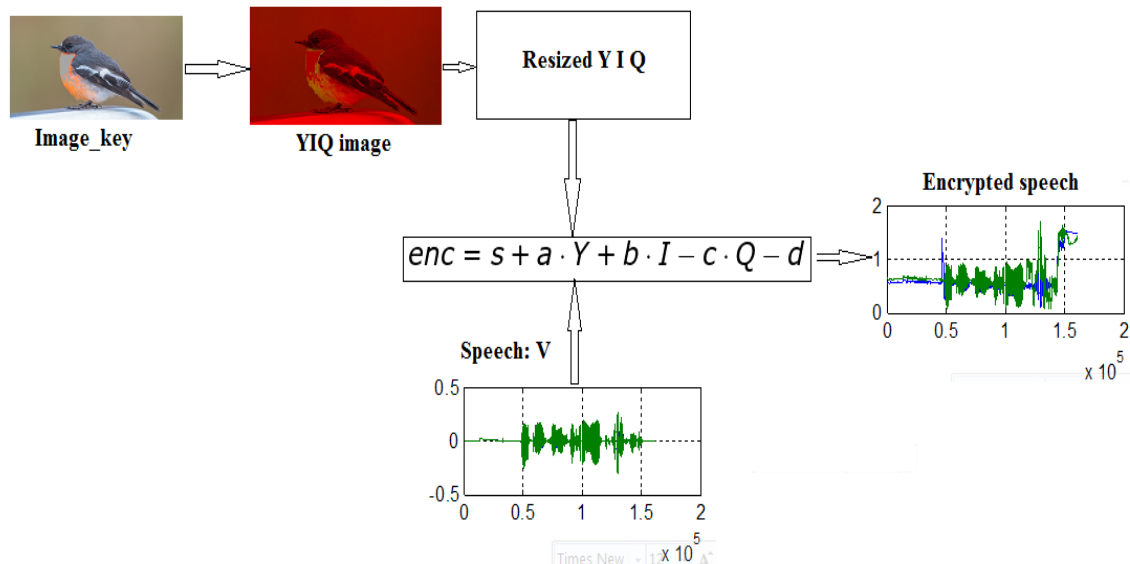 Resized Y I Q
Image_key
YIQ image
Encrypted speech
2
1
0
0 0.5 1 1.5 2
x 10^5
enc = s + a · Y + b · I − c · Q − d
Speech: V
0.5
0
-0.5
0 0.5 1 1.5 2
x 10^5
Times New 12 A